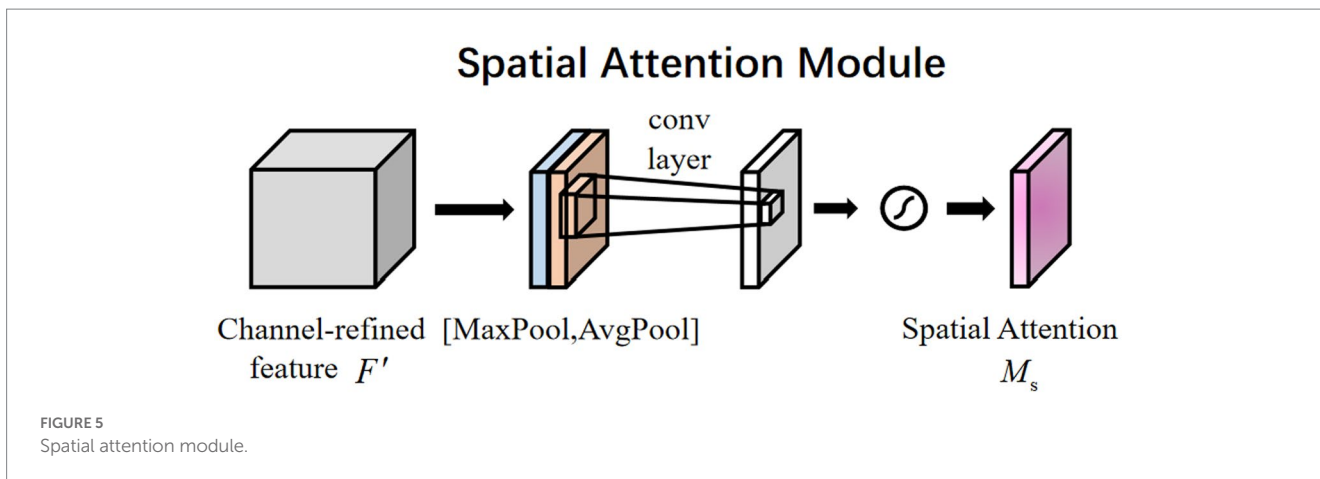 Spatial Attention Module
conv
layer
Channel-refined
feature F′
[MaxPool,AvgPool]
Spatial Attention
Mₛ
FIGURE 5
Spatial attention module.